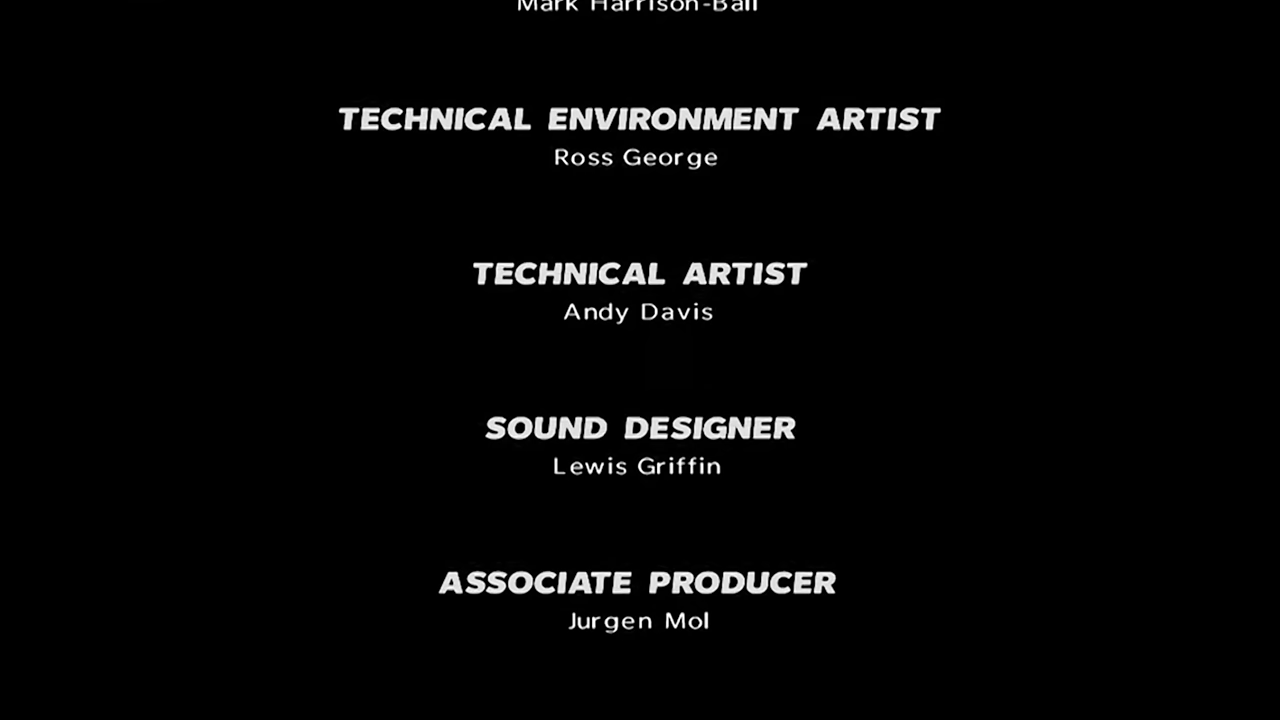 Mark Harrison-Ball
TECHNICAL ENVIRONMENT ARTIST
Ross George
TECHNICAL ARTIST
Andy Davis
SOUND DESIGNER
Lewis Griffin
ASSOCIATE PRODUCER
Jurgen Mol